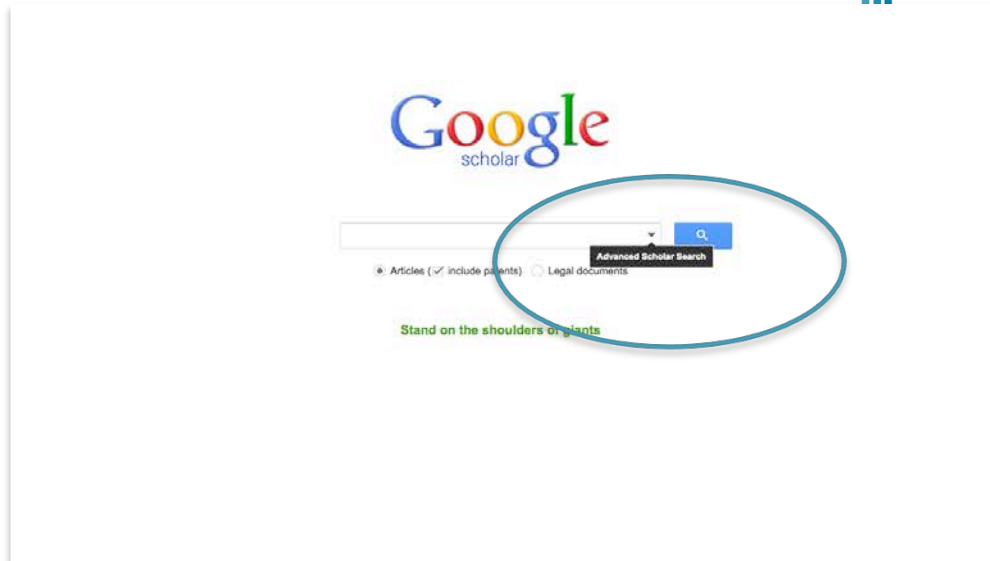 Google
scholar
Advanced Scholar Search
Articles (✓ include patents) Legal documents
Stand on the shoulders of giants